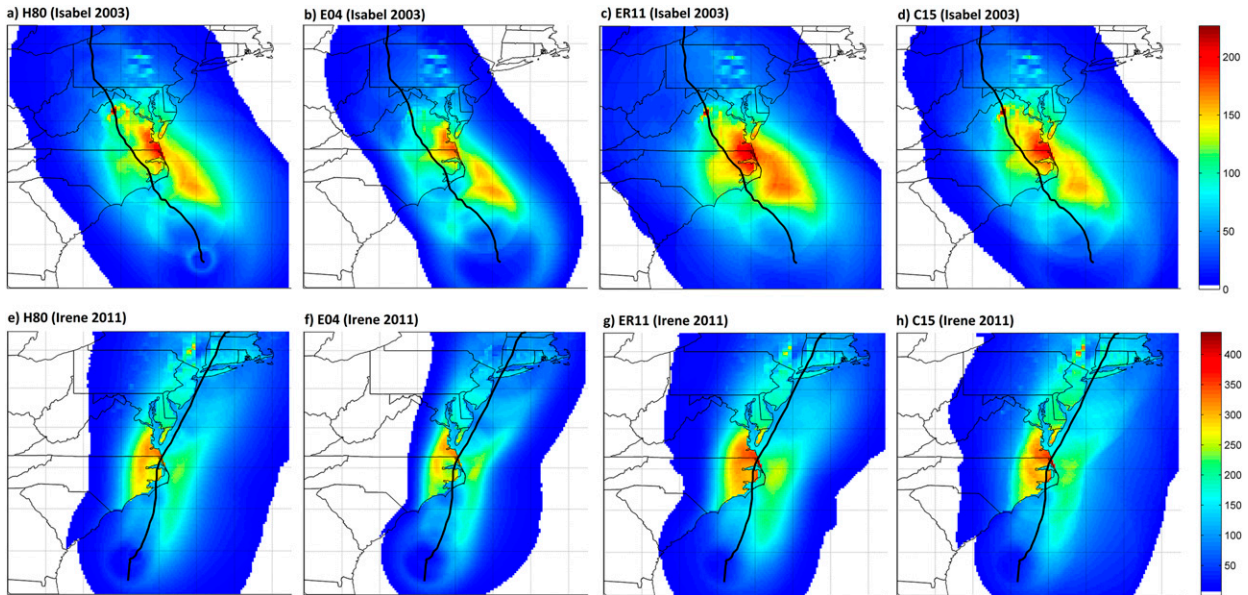 a) H80 (Isabel 2003)
b) E04 (Isabel 2003)
c) ER11 (Isabel 2003)
d) C15 (Isabel 2003)
200
150
100
50
0
e) H80 (Irene 2011)
f) E04 (Irene 2011)
g) ER11 (Irene 2011)
h) C15 (Irene 2011)
400
350
300
250
200
150
100
50